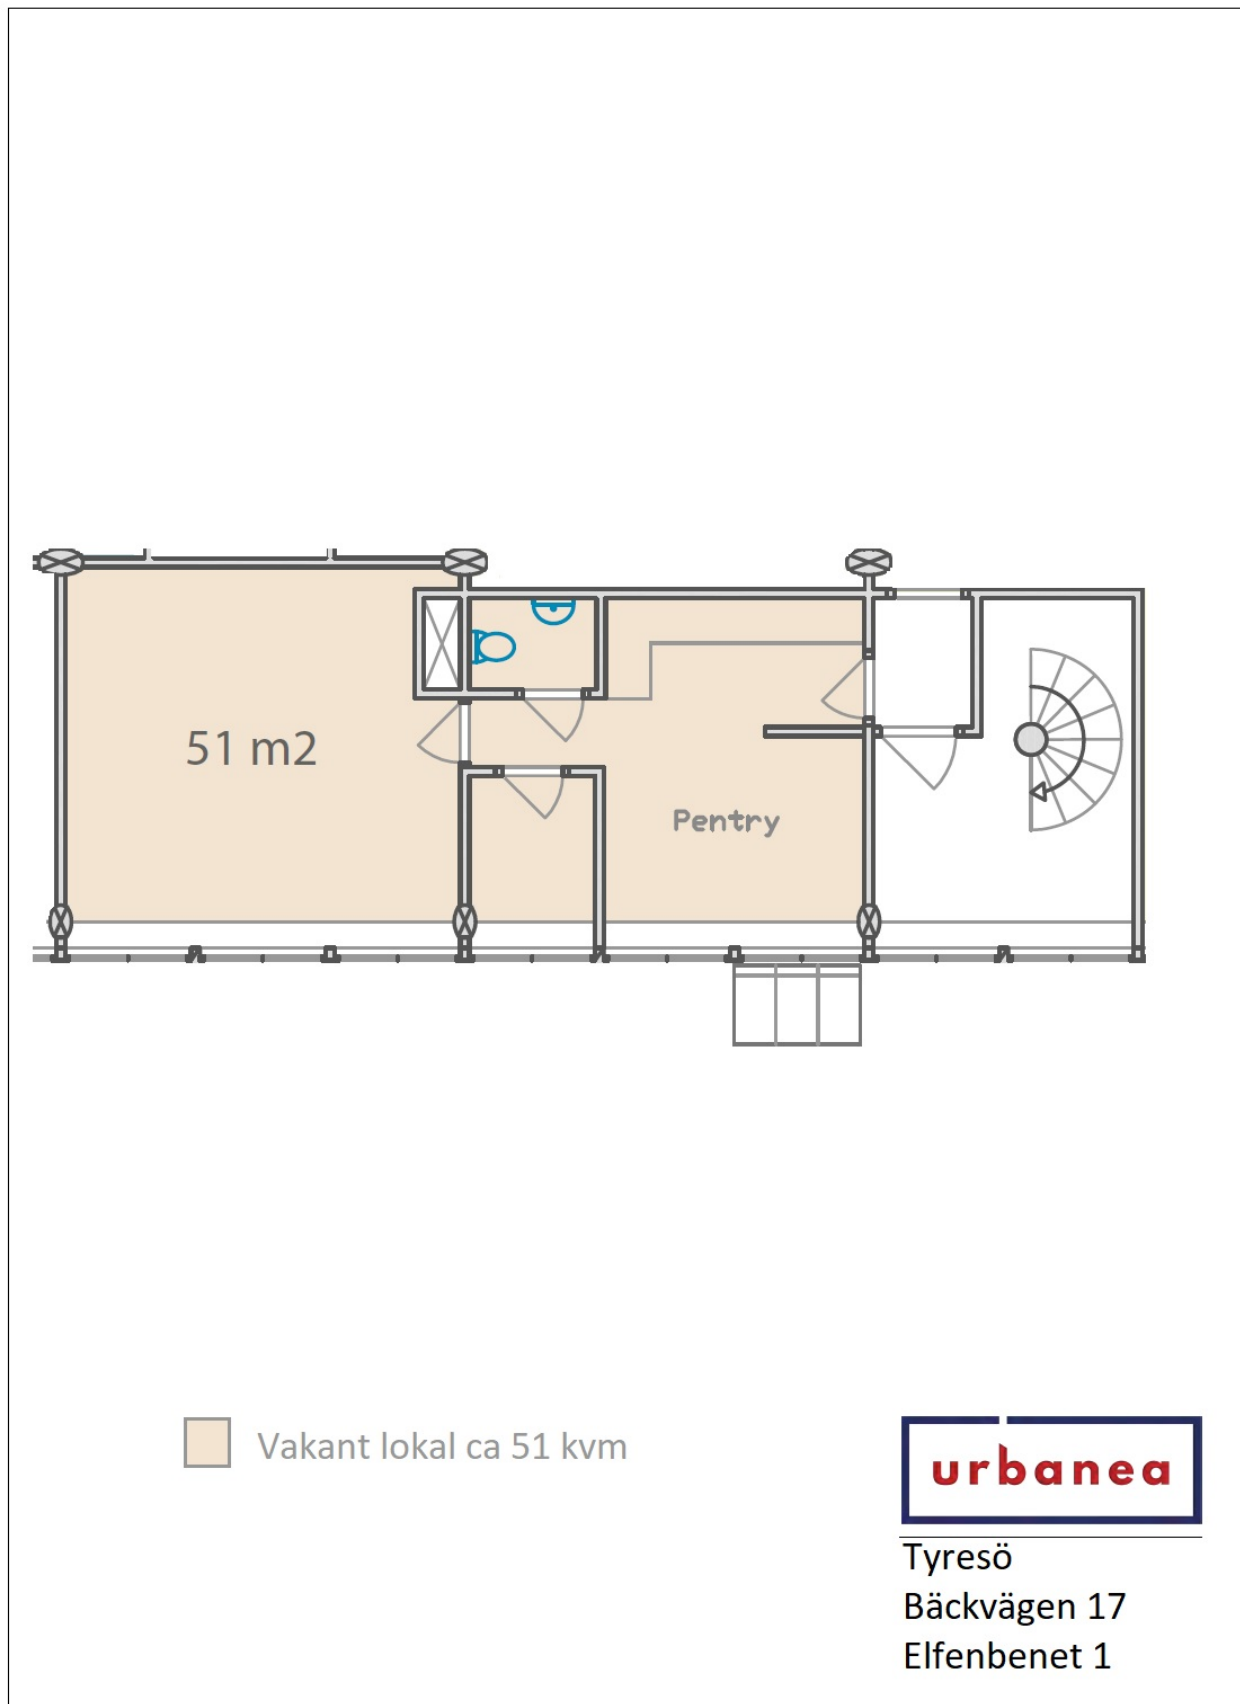 51 m2
Pentry
Vakant lokal ca 51 kvm
urbanea
Tyresö
Bäckvägen 17
Elfenbenet 1